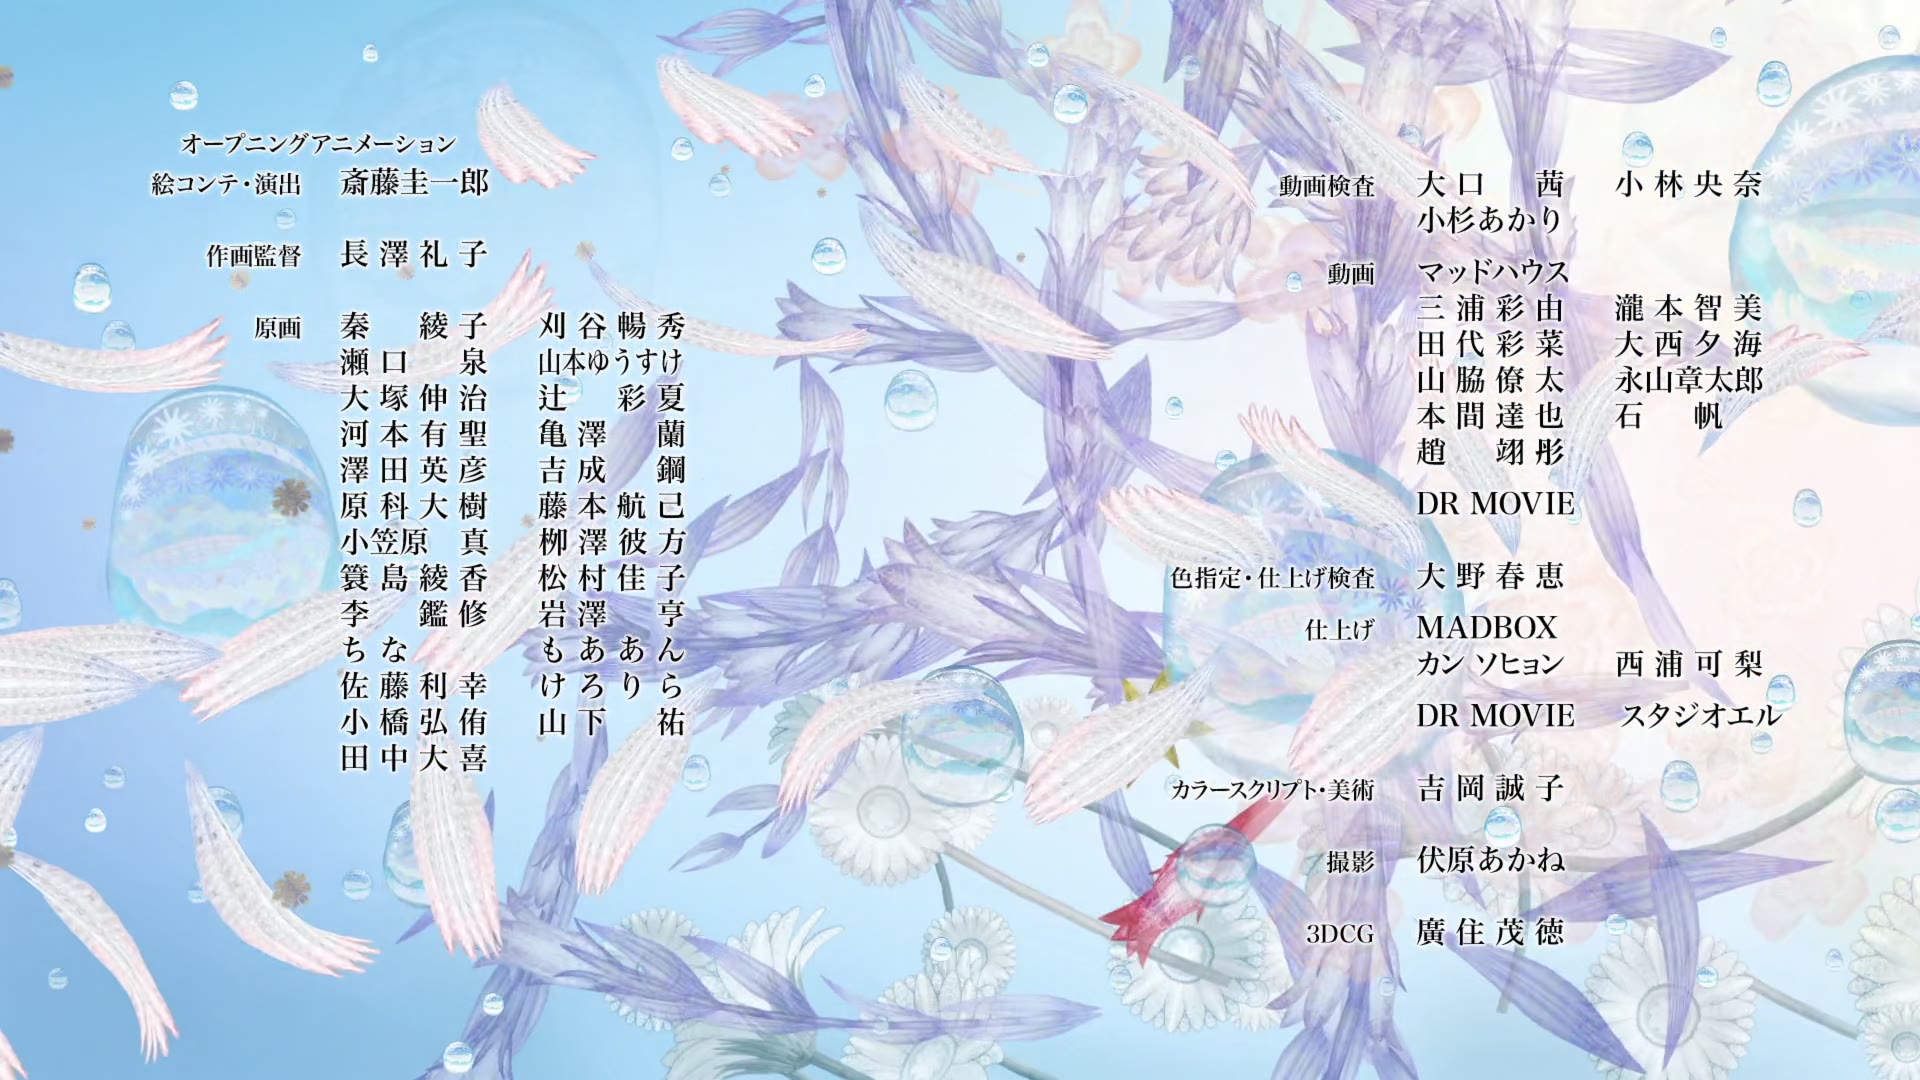 オープニングアニメーション
絵コンテ・演出 斎藤圭一郎
作画監督 長澤礼子
原画 秦 綾子 刈谷暢秀
瀬口 泉 山本ゆうすけ
大塚伸治 辻 彩夏
河本有聖 亀澤 蘭
澤田英彦 吉成 鋼
原科大樹 藤本航己
小笠原 真 柳澤彼方
簑島綾香 松村佳子
李 鑑修 岩澤 亨
ちな もああん
佐藤利幸 けろりら
小橋弘侑 山下 祐
田中大喜
動画検査 大口 茜 小林央奈
小杉あかり
動画 マッドハウス
三浦彩由 瀧本智美
田代彩菜 大西夕海
山脇僚太 永山章太郎
本間達也 石 帆
趙 翊彤
DR MOVIE
色指定・仕上げ検査 大野春恵
仕上げ MADBOX
カン ソヒョン 西浦可梨
DR MOVIE スタジオエル
カラースクリプト・美術 吉岡誠子
撮影 伏原あかね
3DCG 廣住茂徳